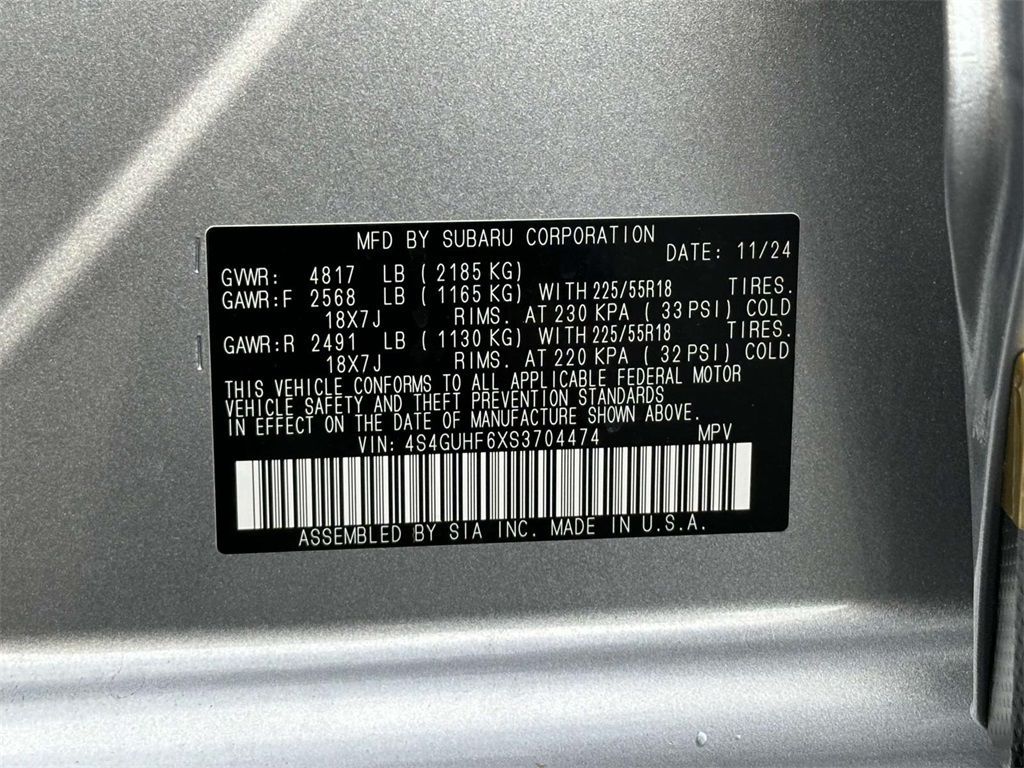 MFD BY SUBARU CORPORATION
DATE: 11/24
GVWR: 4817 LB ( 2185 KG)
GAWR:F 2568 LB ( 1165 KG) WITH 225/55R18 TIRES.
18X7J RIMS. AT 230 KPA ( 33 PSI) COLD
GAWR:R 2491 LB ( 1130 KG) WITH 225/55R18 TIRES.
18X7J RIMS. AT 220 KPA ( 32 PSI) COLD
THIS VEHICLE CONFORMS TO ALL APPLICABLE FEDERAL MOTOR
VEHICLE SAFETY AND THEFT PREVENTION STANDARDS
IN EFFECT ON THE DATE OF MANUFACTURE SHOWN ABOVE.
VIN: 4S4GUHF6XS3704474 MPV
ASSEMBLED BY SIA INC. MADE IN U.S.A.